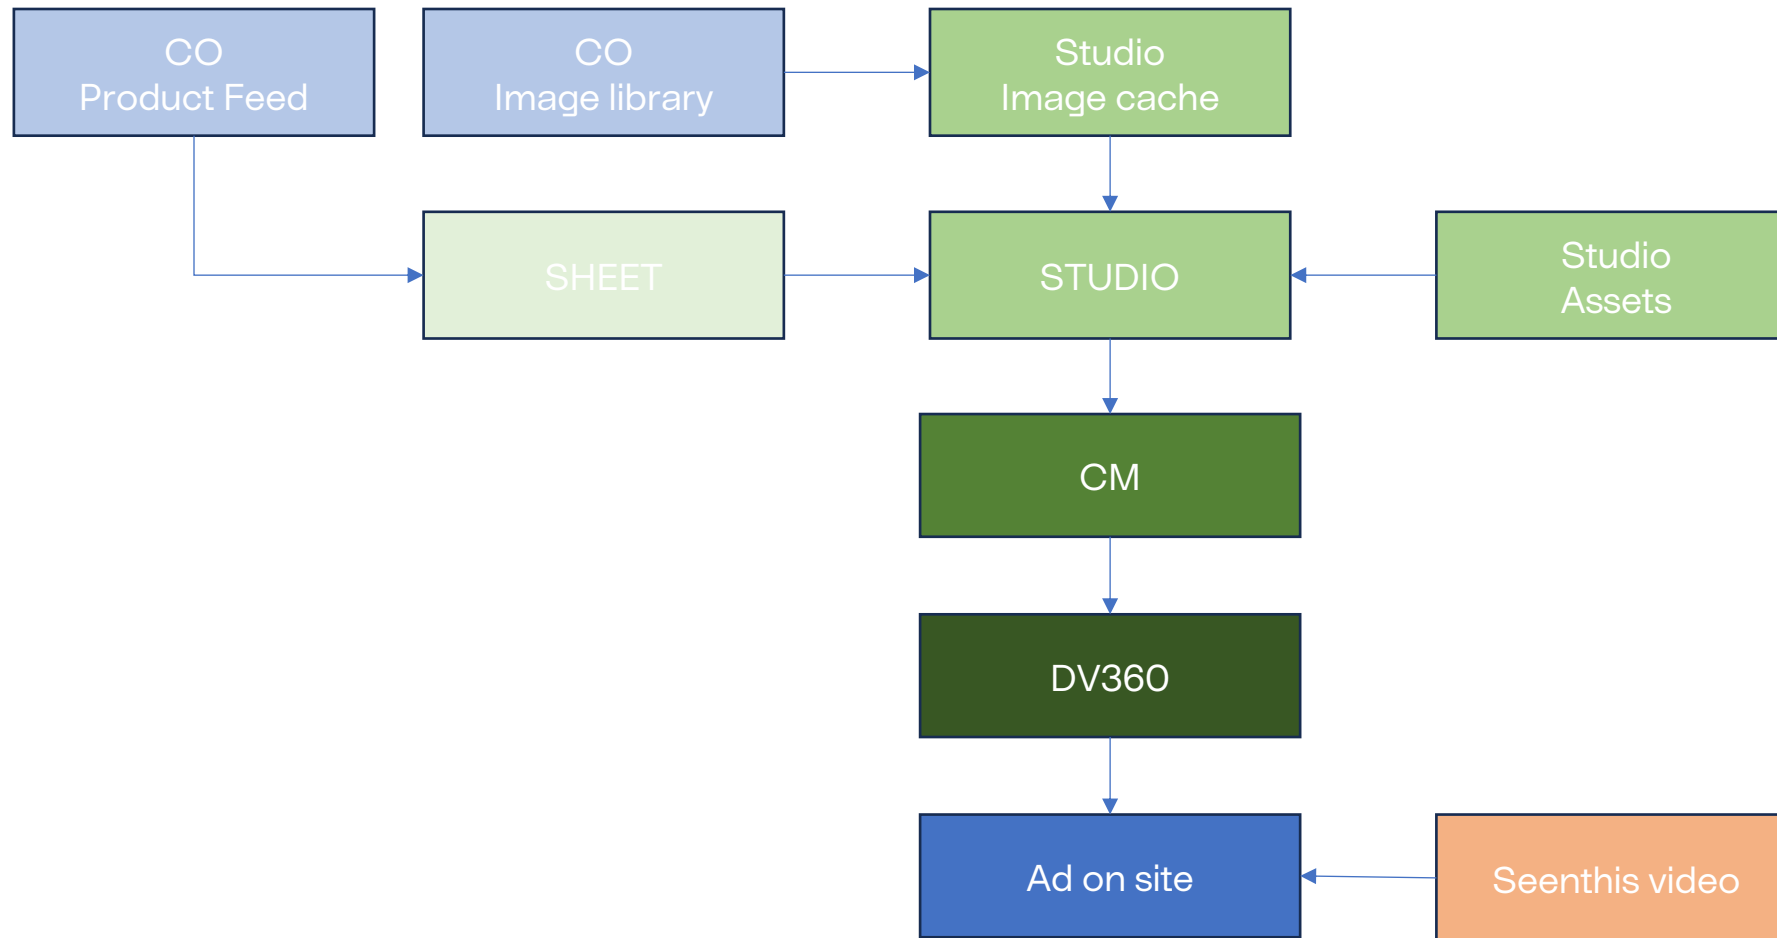 CO
Product Feed
CO
Image library
Studio
Image cache
SHEET
STUDIO
Studio
Assets
CM
DV360
Ad on site
Seenthis video